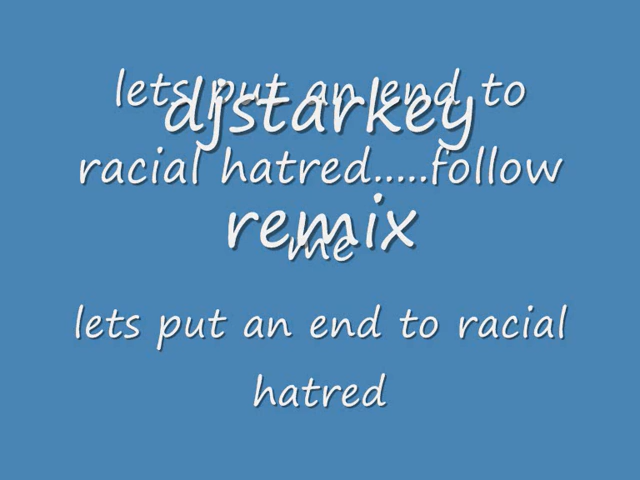 lets put an end to
djstarkey
racial hatred.....follow
remix
me
lets put an end to racial
hatred